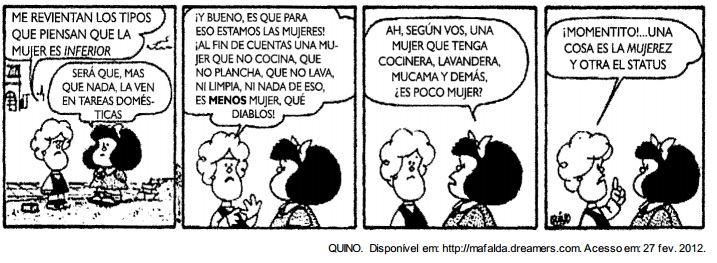 ME REVIENTAN LOS TIPOS
QUE PIENSAN QUE LA
MUJER ES INFERIOR
SERÁ QUE, MAS
QUE NADA, LA VEN
EN TAREAS DOMÉS-
TICAS
¡Y BUENO, ES QUE PARA
ESO ESTAMOS LAS MUJERES!
¡AL FIN DE CUENTAS UNA MU-
JER QUE NO COCINA, QUE
NO PLANCHA, QUE NO LAVA,
NI LIMPIA, NI NADA DE ESO,
ES MENOS MUJER, QUÉ
DIABLOS!
AH, SEGÚN VOS, UNA
MUJER QUE TENGA
COCINERA, LAVANDERA,
MUCAMA Y DEMÁS,
¿ES POCO MUJER?
¡MOMENTITO!...UNA
COSA ES LA MUJEREZ
Y OTRA EL STATUS
QUINO
QUINO. Disponível em: http://mafalda.dreamers.com. Acesso em: 27 fev. 2012.